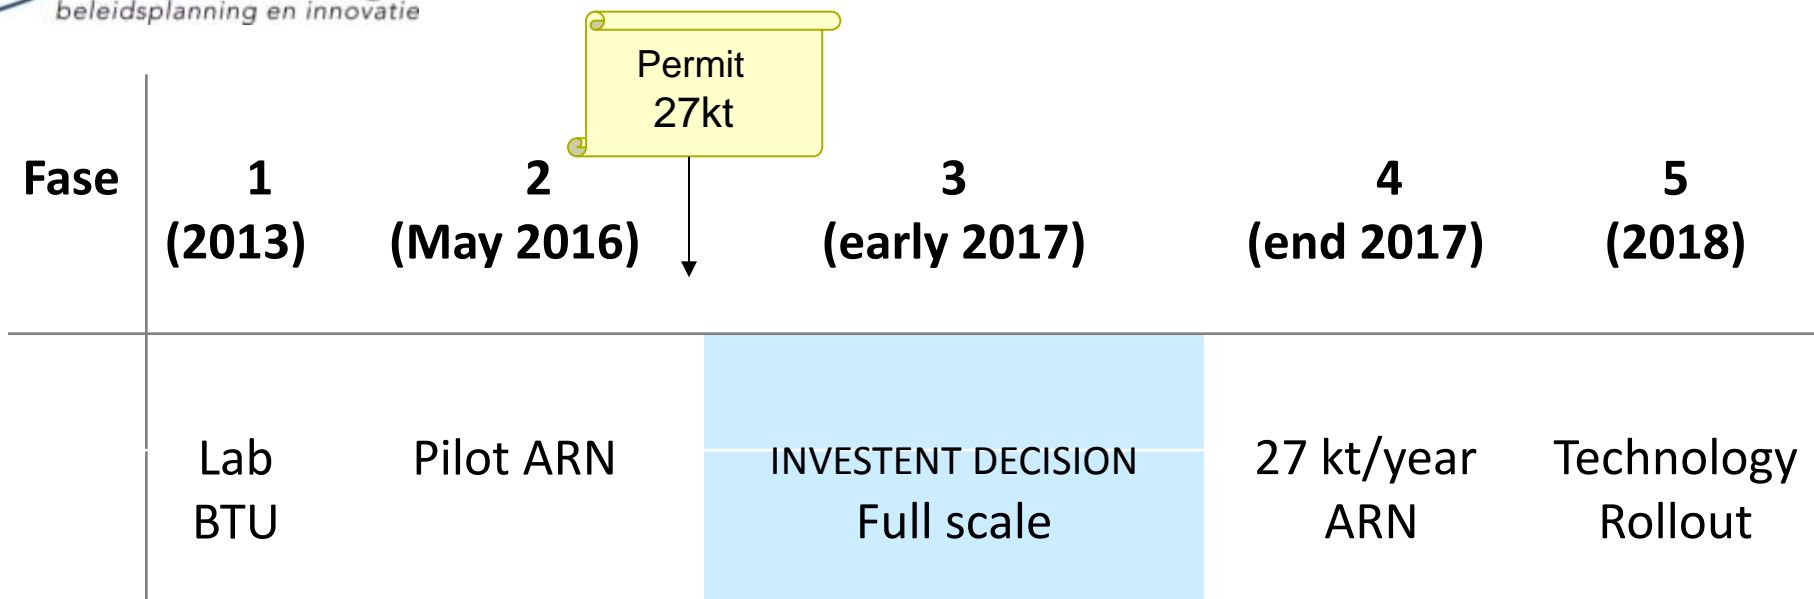 beleidsplanning en innovatie
Permit
27kt
Fase 1 2 3 4 5
(2013) (May 2016) (early 2017) (end 2017) (2018)
Lab Pilot ARN INVESTENT DECISION 27 kt/year Technology
BTU Full scale ARN Rollout